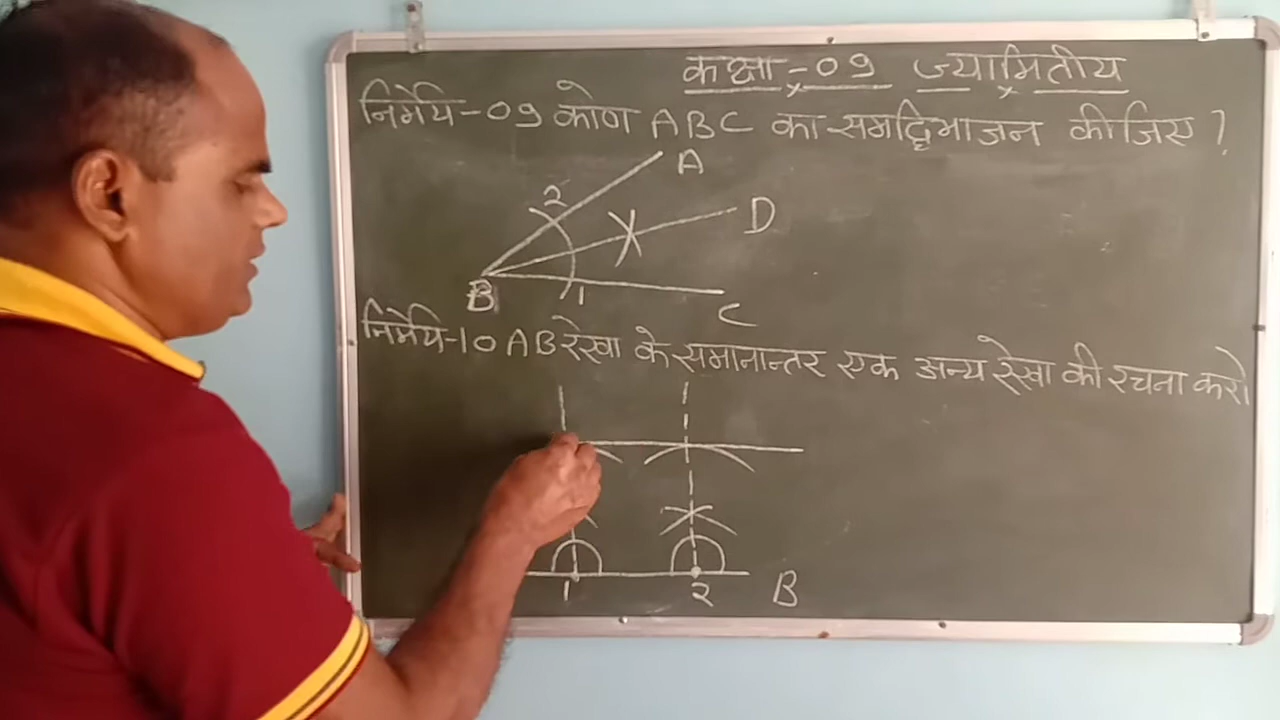 कक्षा-09 ज्यामितीय
निर्मेय-09 कोण ABC का समद्विभाजन कीजिए ?
A
2
D
B
1
C
निर्मेय-10 AB रेखा के समानान्तर एक अन्य रेखा की रचना करो
1
2
B